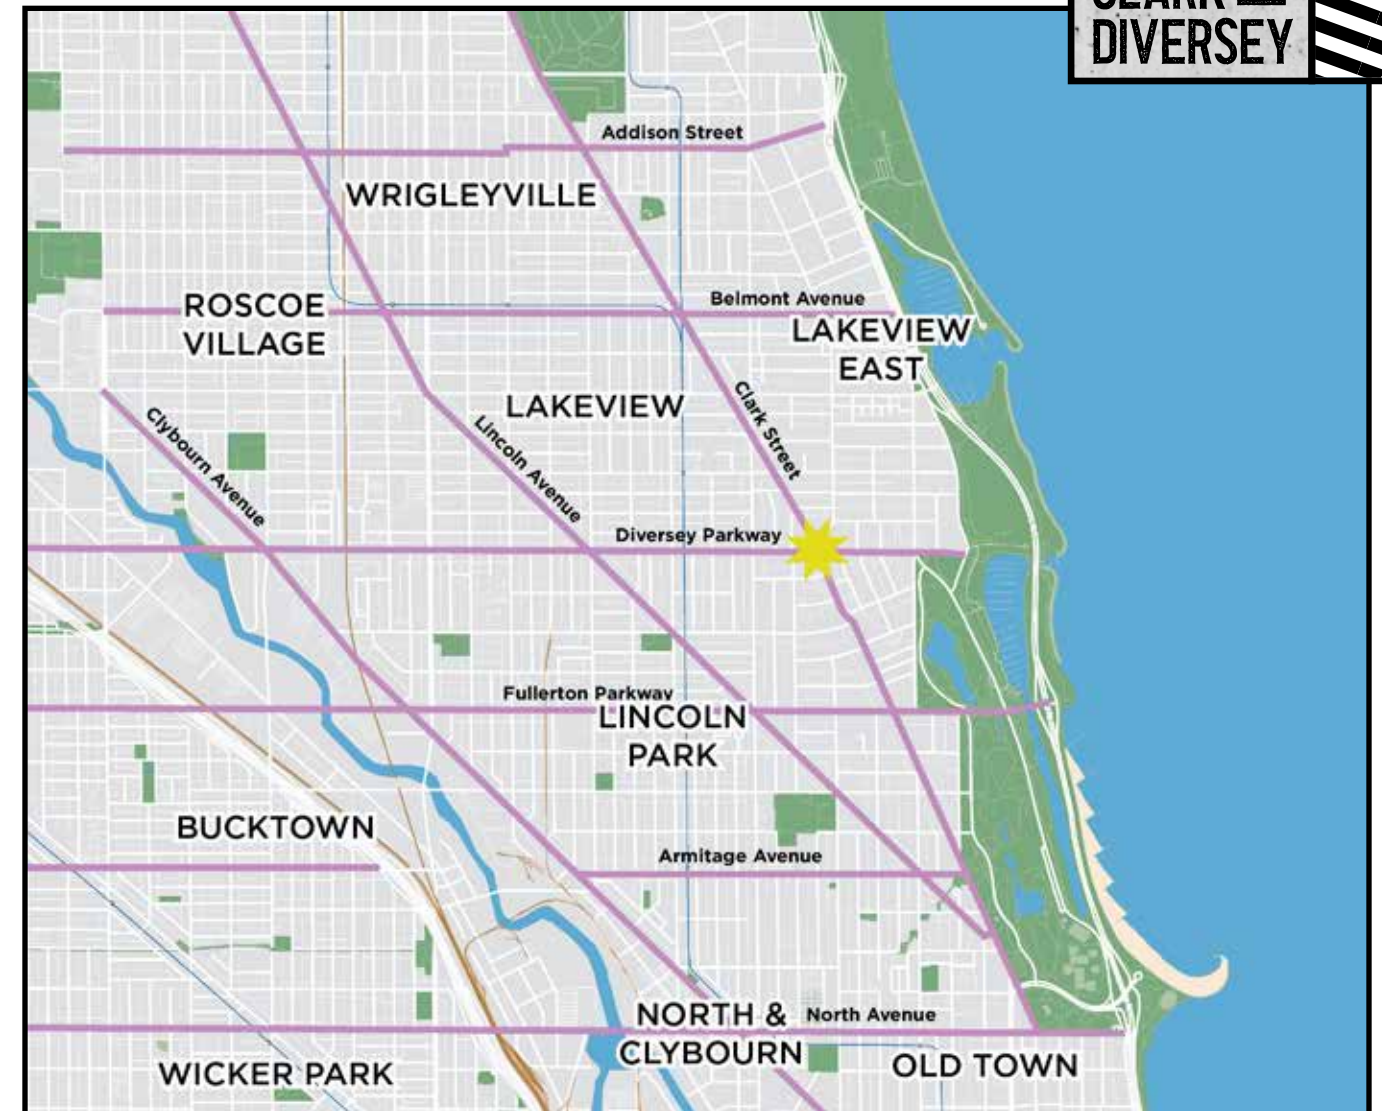 CLARK
DIVERSEY
Addison Street
WRIGLEYVILLE
Belmont Avenue
ROSCOE
VILLAGE
LAKEVIEW
EAST
LAKEVIEW
Clark Street
Clybourn Avenue
Lincoln Avenue
Diversey Parkway
Fullerton Parkway
LINCOLN
PARK
BUCKTOWN
Armitage Avenue
NORTH &
CLYBOURN
North Avenue
WICKER PARK
OLD TOWN